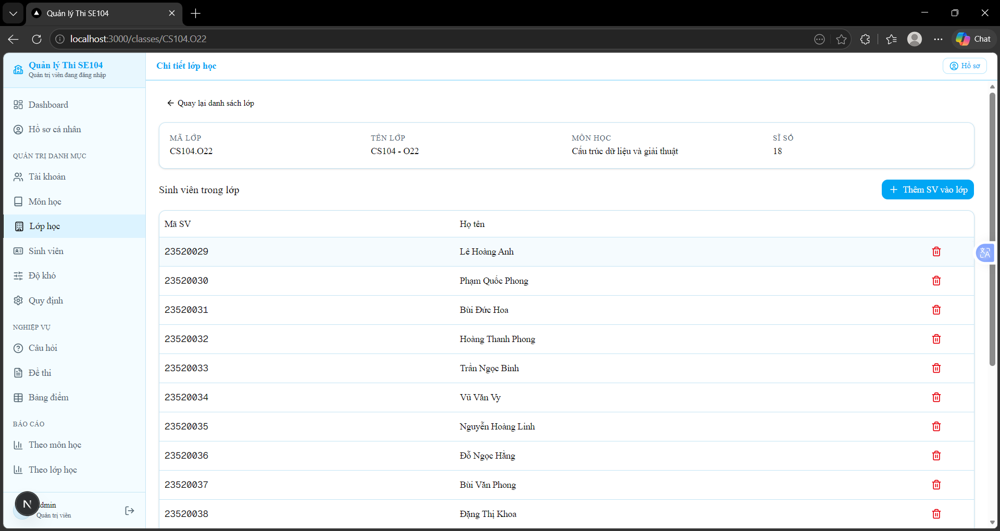 Quản lý Thi SE104
localhost:3000/classes/CS104.O22
Chat
Quản lý Thi SE104
Quản trị viên đang đăng nhập
Dashboard
Hồ sơ cá nhân
QUẢN TRỊ DANH MỤC
Tài khoản
Môn học
Lớp học
Sinh viên
Độ khó
Quy định
NGHIỆP VỤ
Câu hỏi
Đề thi
Bảng điểm
BÁO CÁO
Theo môn học
Theo lớp học
N
dmin
Quản trị viên
Chi tiết lớp học
Hồ sơ
Quay lại danh sách lớp
MÃ LỚP
CS104.O22
TÊN LỚP
CS104 - O22
MÔN HỌC
Cấu trúc dữ liệu và giải thuật
SĨ SỐ
18
Sinh viên trong lớp
Thêm SV vào lớp
Mã SV Họ tên
23520029 Lê Hoàng Anh
23520030 Phạm Quốc Phong
23520031 Bùi Đức Hoa
23520032 Hoàng Thanh Phong
23520033 Trần Ngọc Bình
23520034 Vũ Văn Vy
23520035 Nguyễn Hoàng Linh
23520036 Đỗ Ngọc Hằng
23520037 Bùi Văn Phong
23520038 Đặng Thị Khoa